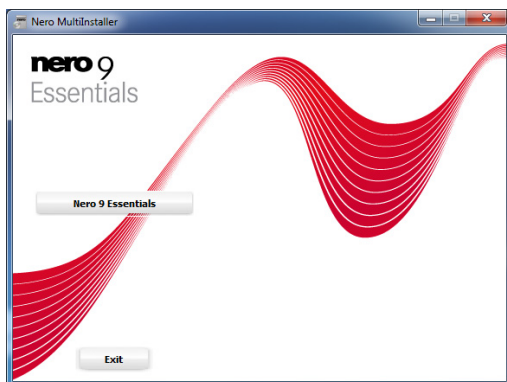 Nero MultiInstaller
nero 9
Essentials
Nero 9 Essentials
Exit